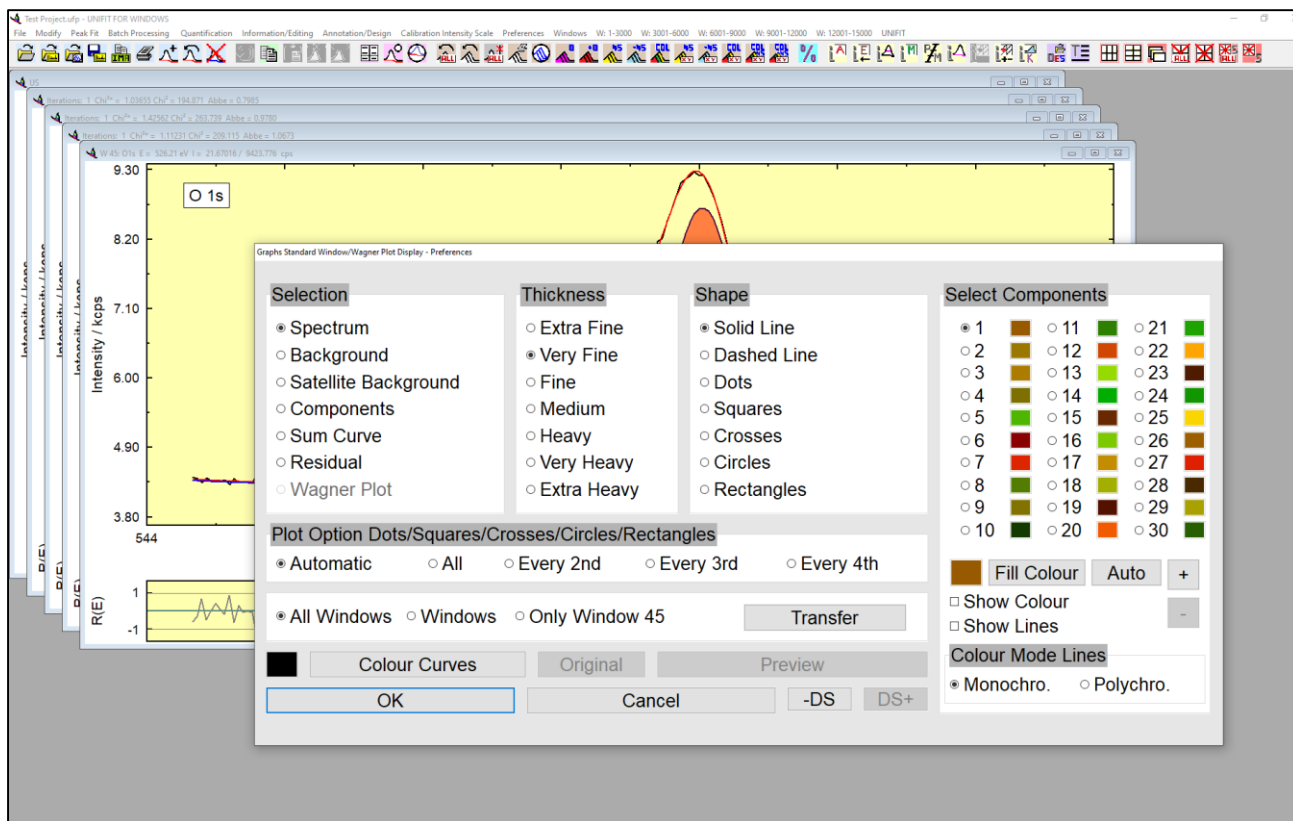 Test Project.ufp - UNIFIT FOR WINDOWS
File Modify Peak Fit Batch Processing Quantification Information/Editing Annotation/Design Calibration Intensity Scale Preferences Windows W: 1-3000 W: 3001-6000 W: 6001-9000 W: 9001-12000 W: 12001-15000 UNIFIT
US
Iterations: 1 Chi²* = 1.03655 Chi² = 194.871 Abbe = 0.7985
Iterations: 1 Chi²* = 1.42562 Chi² = 263.739 Abbe = 0.9780
Iterations: 1 Chi²* = 1.11231 Chi² = 209.115 Abbe = 1.0673
W 45: O1s E = 526.21 eV I = 21.67016 / 9423.776 cps
9.30
O 1s
8.20
7.10
6.00
4.90
3.80
544
Intensity / kcps
R(E)
1
-1
Graphs Standard Window/Wagner Plot Display - Preferences
Selection
Spectrum
Background
Satellite Background
Components
Sum Curve
Residual
Wagner Plot
Thickness
Extra Fine
Very Fine
Fine
Medium
Heavy
Very Heavy
Extra Heavy
Shape
Solid Line
Dashed Line
Dots
Squares
Crosses
Circles
Rectangles
Plot Option Dots/Squares/Crosses/Circles/Rectangles
Automatic All Every 2nd Every 3rd Every 4th
All Windows Windows Only Window 45 Transfer
Colour Curves Original Preview
OK Cancel -DS DS+
Select Components
1 11 21
2 12 22
3 13 23
4 14 24
5 15 25
6 16 26
7 17 27
8 18 28
9 19 29
10 20 30
Fill Colour Auto +
Show Colour -
Show Lines
Colour Mode Lines
Monochro. Polychro.